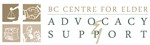 BC CENTRE FOR ELDER
ADVOCACY
& SUPPORT